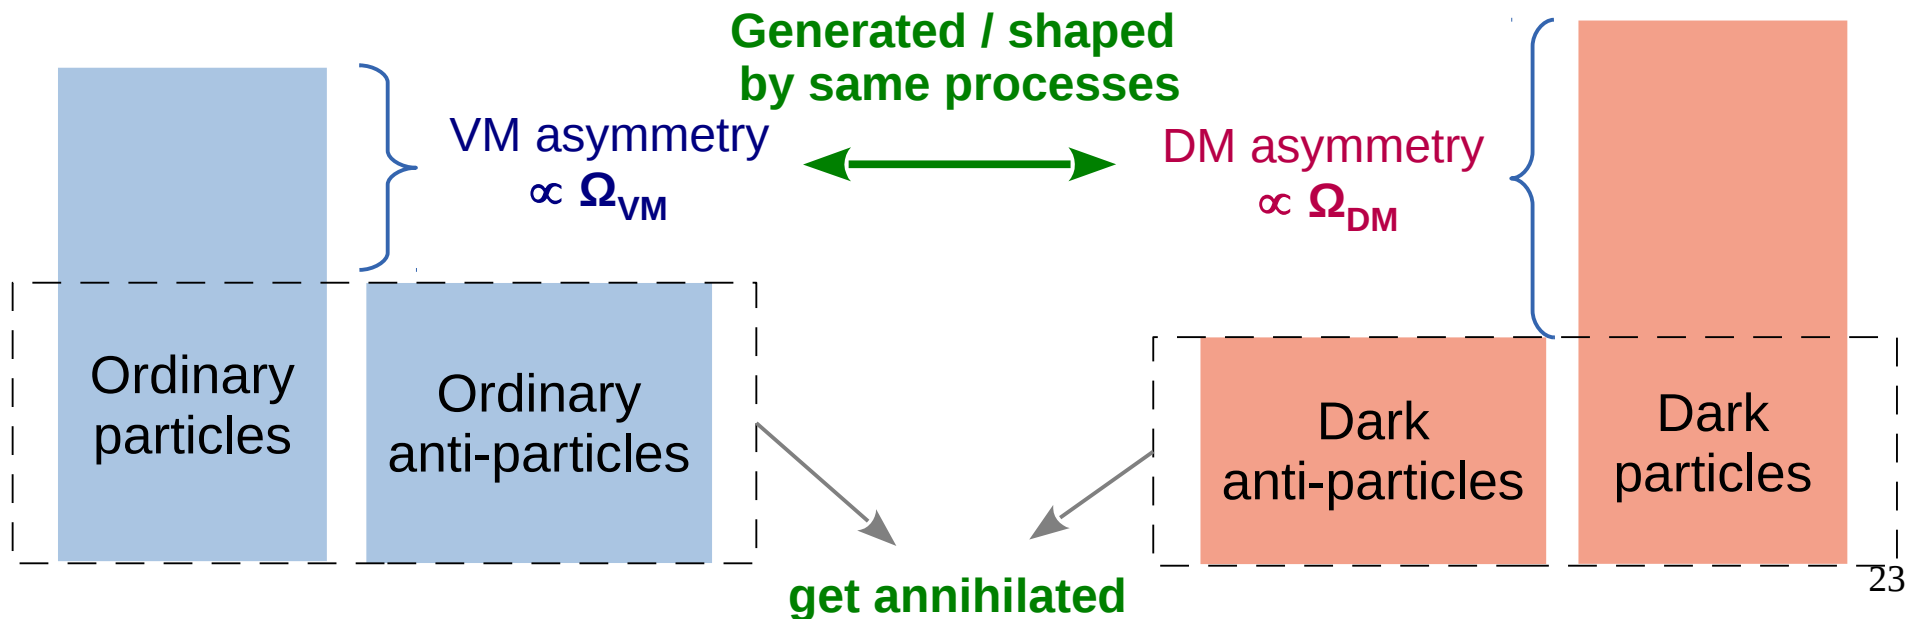 Generated / shaped
by same processes
VM asymmetry
∝ Ω_VM
DM asymmetry
∝ Ω_DM
Ordinary
particles
Ordinary
anti-particles
Dark
anti-particles
Dark
particles
get annihilated
23